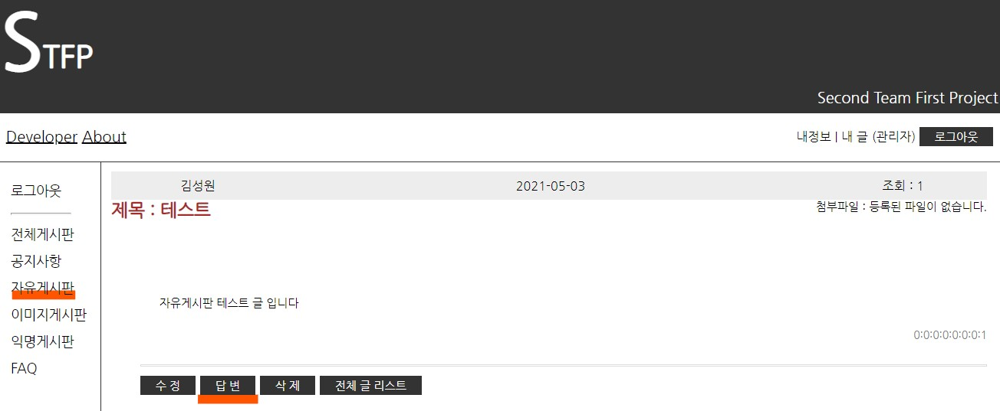 STFP
Second Team First Project
Developer About
내정보 | 내 글 (관리자) 로그아웃
로그아웃
전체게시판
공지사항
자유게시판
이미지게시판
익명게시판
FAQ
김성원 2021-05-03 조회 : 1
제목 : 테스트
첨부파일 : 등록된 파일이 없습니다.
자유게시판 테스트 글 입니다
0:0:0:0:0:0:0:1
수 정 답 변 삭 제 전체 글 리스트